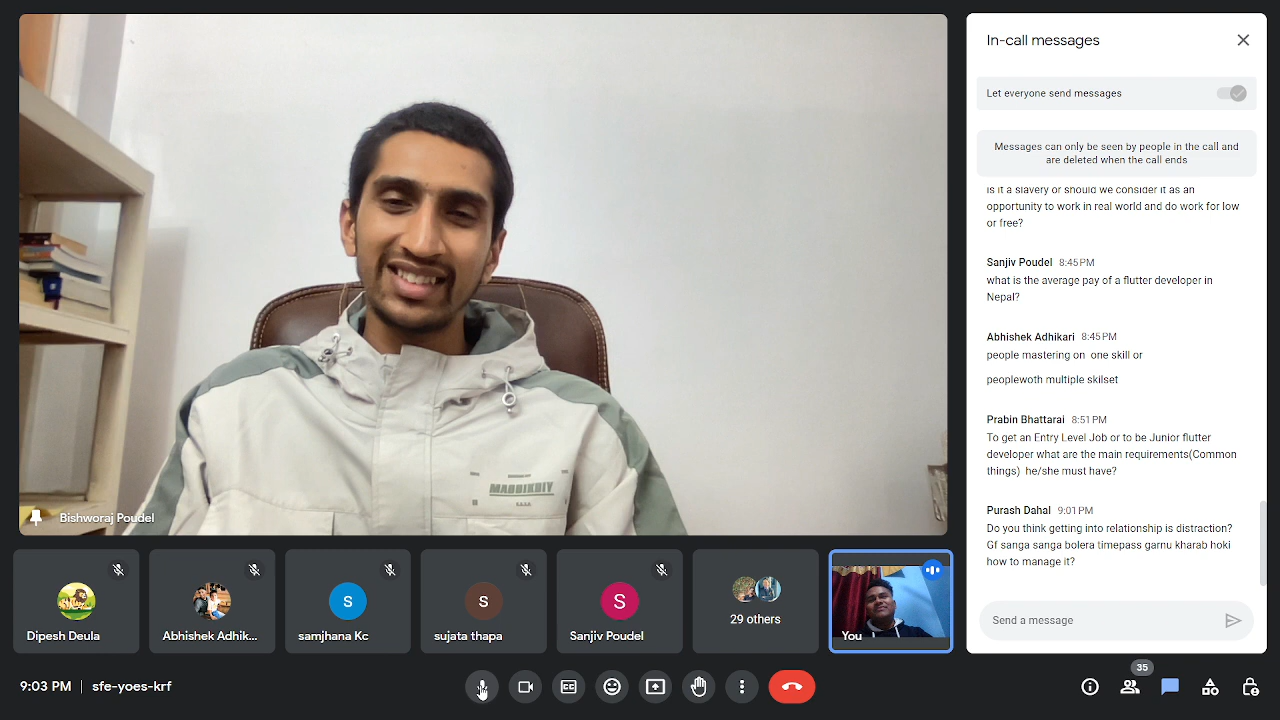 In-call messages
Let everyone send messages
Messages can only be seen by people in the call and
are deleted when the call ends
is it a slavery or should we consider it as an
opportunity to work in real world and do work for low
or free?
Sanjiv Poudel 8:45 PM
what is the average pay of a flutter developer in
Nepal?
Abhishek Adhikari 8:45 PM
people mastering on one skill or
peoplewoth multiple skilset
Prabin Bhattarai 8:51 PM
To get an Entry Level Job or to be Junior flutter
developer what are the main requirements(Common
things) he/she must have?
Purash Dahal 9:01 PM
Do you think getting into relationship is distraction?
Gf sanga sanga bolera timepass garnu kharab hoki
how to manage it?
Send a message
Bishworaj Poudel
Dipesh Deula
Abhishek Adhik...
S
samjhana Kc
S
sujata thapa
S
Sanjiv Poudel
29 others
You
9:03 PM | sfe-yoes-krf
35